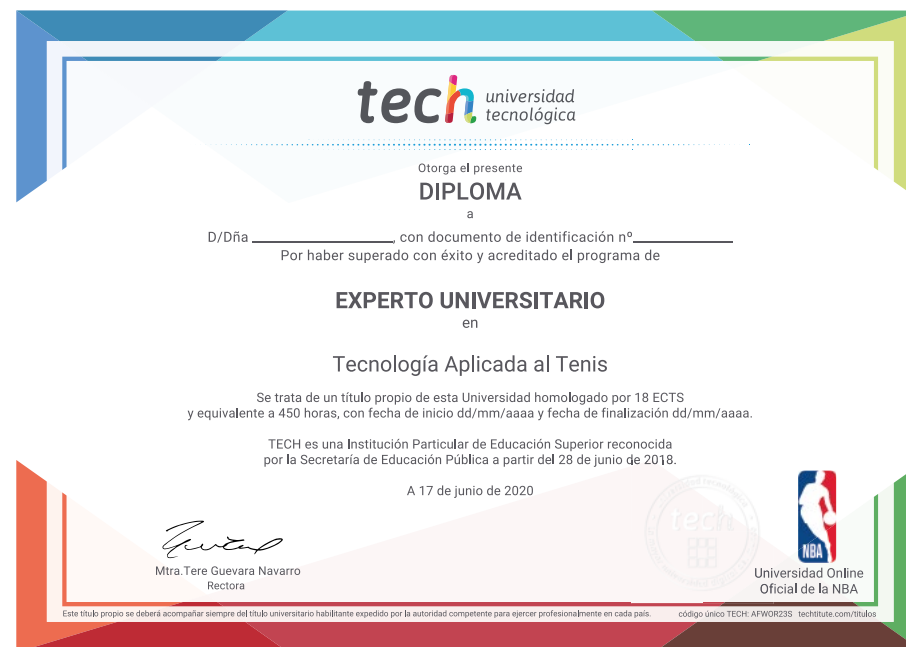 tech universidad
tecnológica
Otorga el presente
DIPLOMA
a
D/Dña ____________________, con documento de identificación nº______________
Por haber superado con éxito y acreditado el programa de
EXPERTO UNIVERSITARIO
en
Tecnología Aplicada al Tenis
Se trata de un título propio de esta Universidad homologado por 18 ECTS
y equivalente a 450 horas, con fecha de inicio dd/mm/aaaa y fecha de finalización dd/mm/aaaa.
TECH es una Institución Particular de Educación Superior reconocida
por la Secretaría de Educación Pública a partir del 28 de junio de 2018.
A 17 de junio de 2020
tech
NBA
Mtra.Tere Guevara Navarro
Rectora
Universidad Online
Oficial de la NBA
Este título propio se deberá acompañar siempre del título universitario habilitante expedido por la autoridad competente para ejercer profesionalmente en cada país.
código único TECH: AFWOR23S techtitute.com/titulos